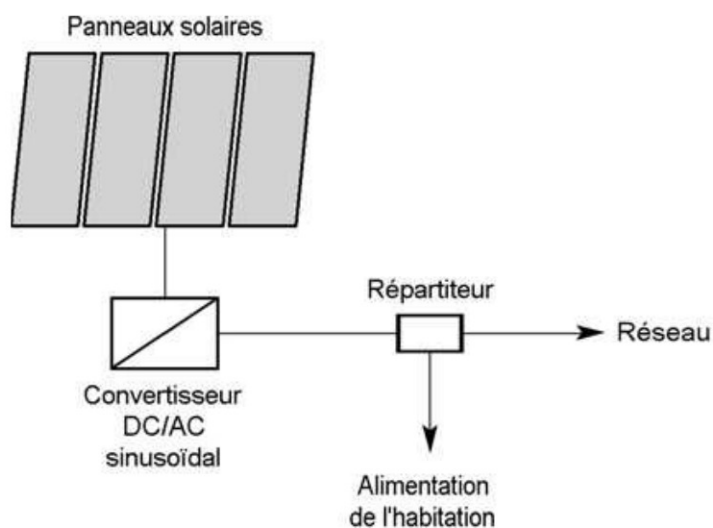 Panneaux solaires
Répartiteur
Réseau
Convertisseur
DC/AC
sinusoïdal
Alimentation
de l'habitation